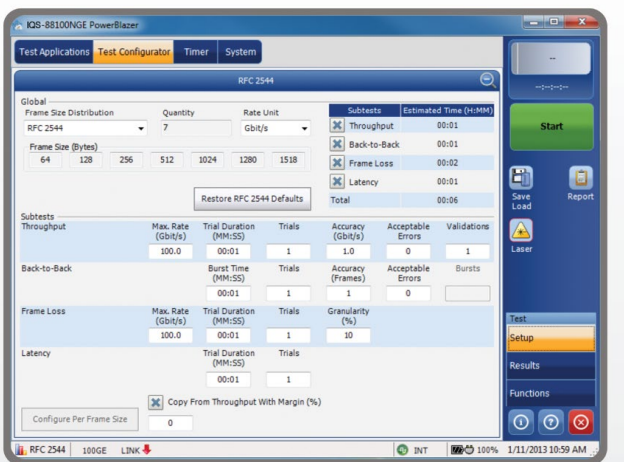 IQS-88100NGE PowerBlazer
Test Applications Test Configurator Timer System
RFC 2544
Global
Frame Size Distribution Quantity Rate Unit
RFC 2544 7 Gbit/s
Frame Size (Bytes)
64 128 256 512 1024 1280 1518
Restore RFC 2544 Defaults
Subtests Estimated Time (H:MM)
Throughput 00:01
Back-to-Back 00:01
Frame Loss 00:02
Latency 00:01
Total 00:06
Subtests
Throughput Max. Rate (Gbit/s) Trial Duration (MM:SS) Trials Accuracy (Gbit/s) Acceptable Errors Validations
100.0 00:01 1 1.0 0 1
Back-to-Back Burst Time (MM:SS) Trials Accuracy (Frames) Acceptable Errors Bursts
00:01 1 1 0
Frame Loss Max. Rate (Gbit/s) Trial Duration (MM:SS) Trials Granularity (%)
100.0 00:01 1 10
Latency Trial Duration (MM:SS) Trials
00:01 1
Copy From Throughput With Margin (%)
Configure Per Frame Size 0
--
--:--:--
Start
Save Load
Report
Laser
Test
Setup
Results
Functions
RFC 2544 100GE LINK INT 100% 1/11/2013 10:59 AM